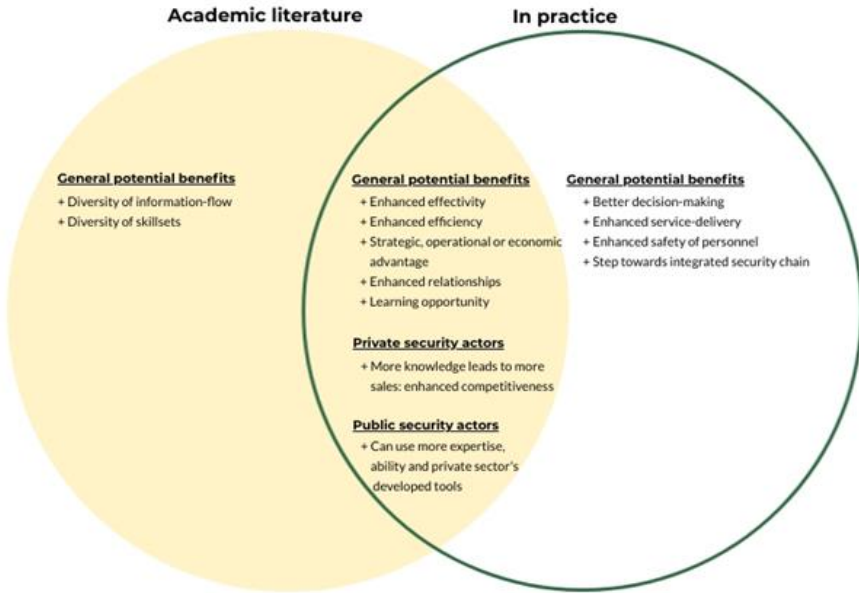 Academic literature
In practice
General potential benefits
+ Diversity of information-flow
+ Diversity of skillsets
General potential benefits
+ Enhanced effectivity
+ Enhanced efficiency
+ Strategic, operational or economic
advantage
+ Enhanced relationships
+ Learning opportunity
Private security actors
+ More knowledge leads to more
sales: enhanced competitiveness
Public security actors
+ Can use more expertise,
ability and private sector's
developed tools
General potential benefits
+ Better decision-making
+ Enhanced service-delivery
+ Enhanced safety of personnel
+ Step towards integrated security chain